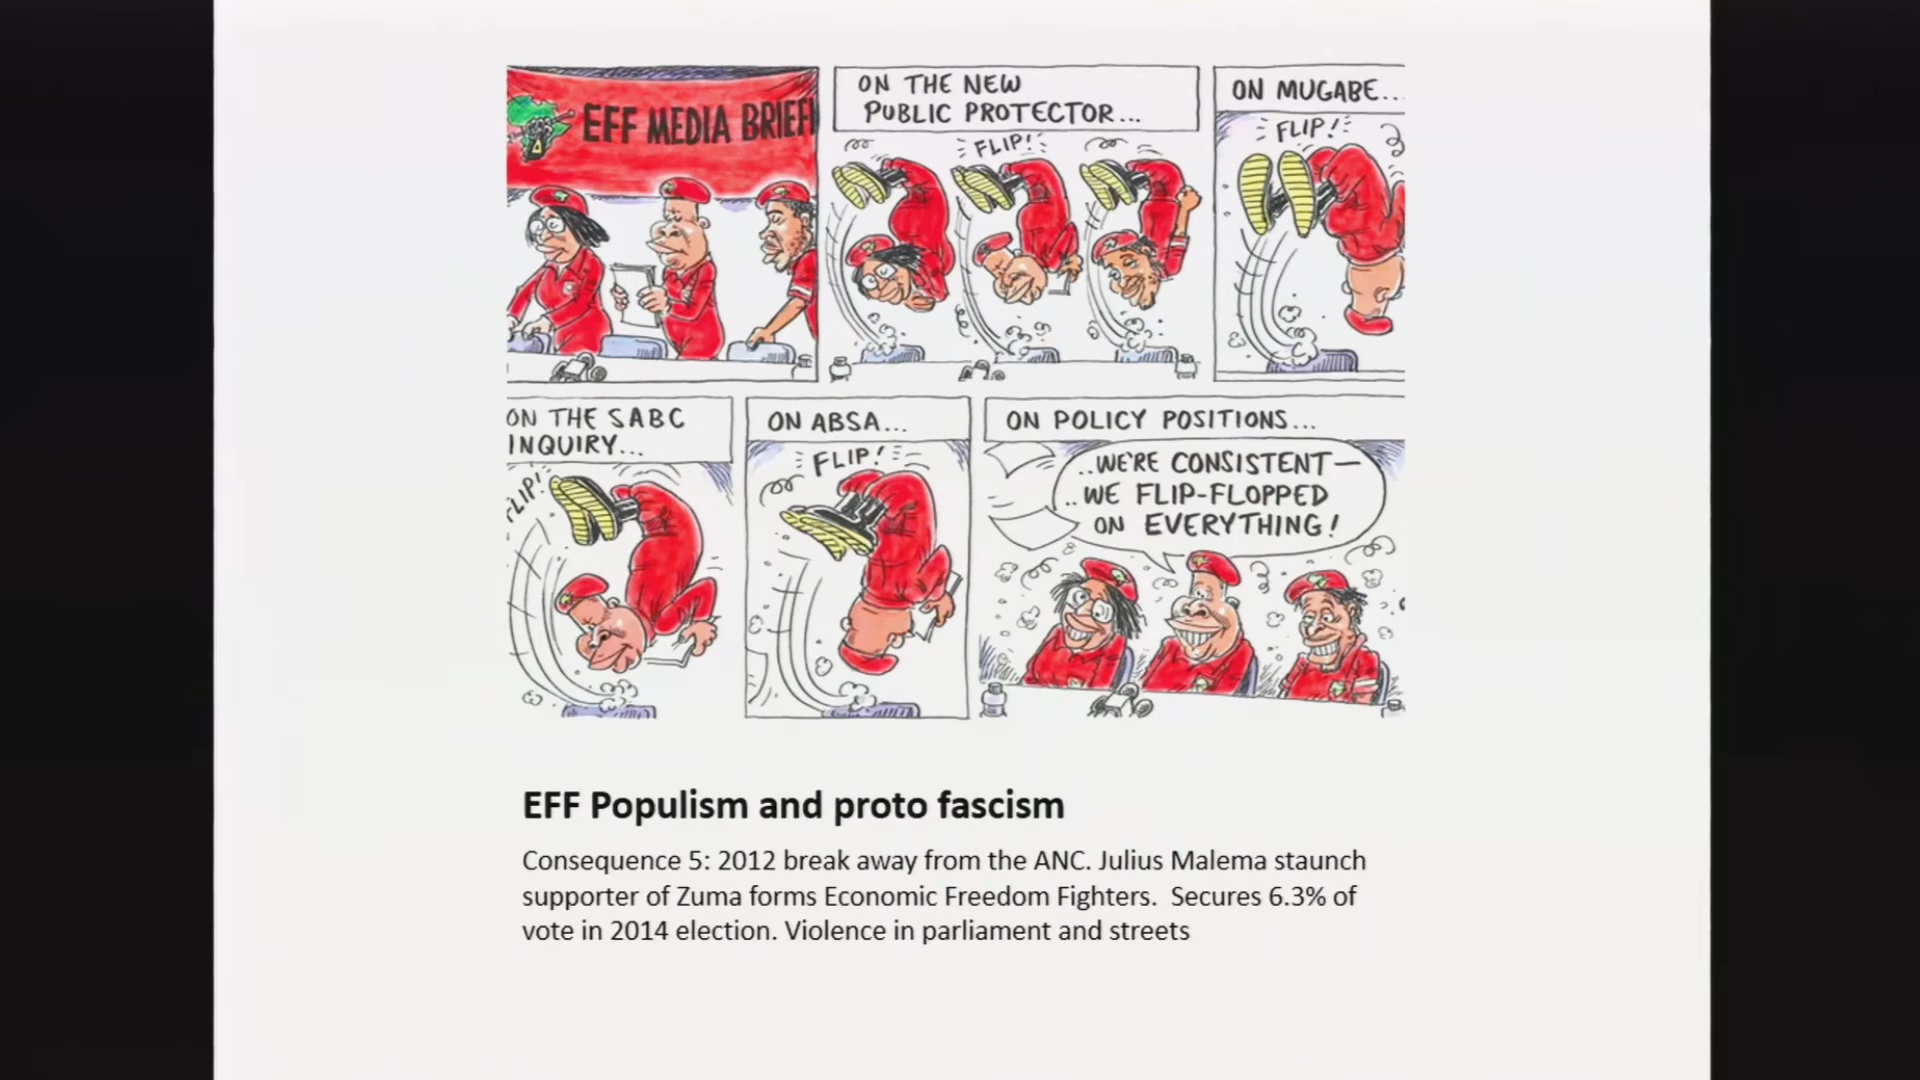 EFF MEDIA BRIEF
ON THE NEW
PUBLIC PROTECTOR...
FLIP!
ON MUGABE...
FLIP!
ON THE SABC
INQUIRY...
FLIP!
ON ABSA...
FLIP!
ON POLICY POSITIONS...
..WE'RE CONSISTENT—
..WE FLIP-FLOPPED
ON EVERYTHING!
EFF Populism and proto fascism
Consequence 5: 2012 break away from the ANC. Julius Malema staunch
supporter of Zuma forms Economic Freedom Fighters.  Secures 6.3% of
vote in 2014 election. Violence in parliament and streets